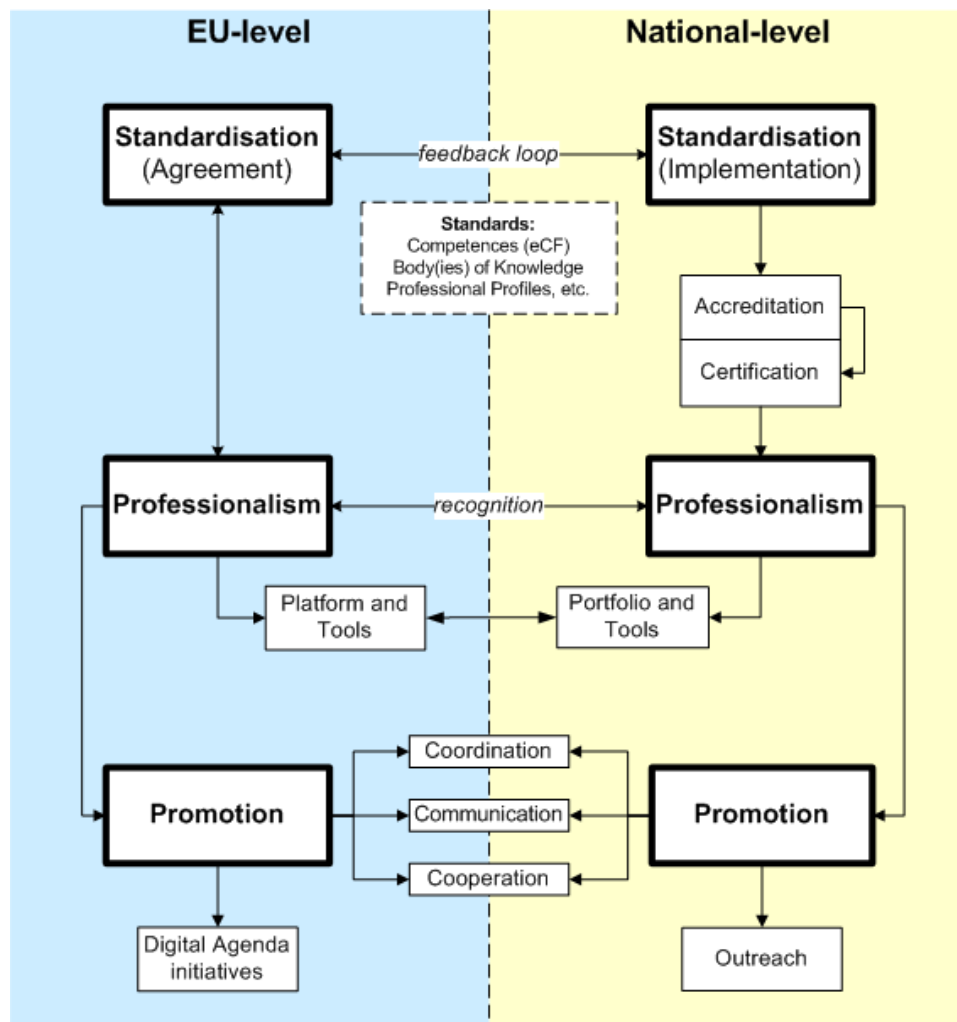 EU-level
National-level
Standardisation
(Agreement)
feedback loop
Standardisation
(Implementation)
Standards:
Competences (eCF)
Body(ies) of Knowledge
Professional Profiles, etc.
Accreditation
Certification
Professionalism
recognition
Professionalism
Platform and
Tools
Portfolio and
Tools
Coordination
Promotion
Communication
Promotion
Cooperation
Digital Agenda
initiatives
Outreach